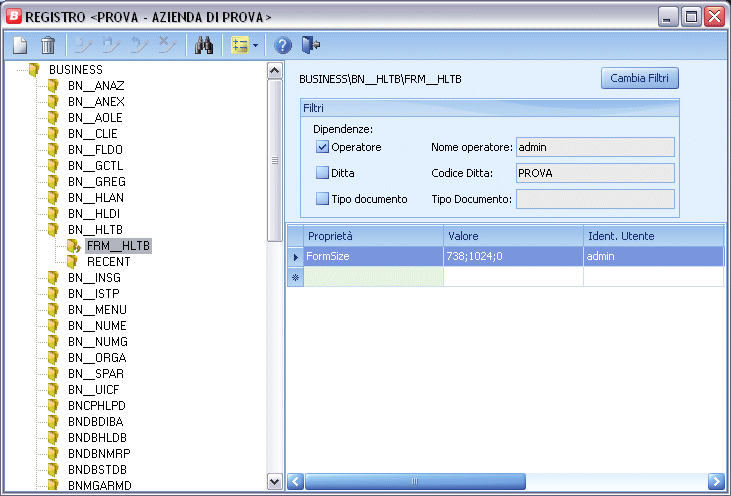 B REGISTRO <PROVA - AZIENDA DI PROVA>
BUSINESS
BN__ANAZ
BN__ANEX
BN__AOLE
BN__CLIE
BN__FLDO
BN__GCTL
BN__GREG
BN__HLAN
BN__HLDI
BN__HLTB
FRM__HLTB
RECENT
BN__INSG
BN__ISTP
BN__MENU
BN__NUME
BN__NUMG
BN__ORGA
BN__SPAR
BN__UICF
BNCPHLPD
BNDBDIBA
BNDBHLDB
BNDBNMRP
BNDBSTDB
BNMGARMD
BUSINESS\BN__HLTB\FRM__HLTB
Cambia Filtri
Filtri
Dipendenze:
Operatore Nome operatore: admin
Ditta Codice Ditta: PROVA
Tipo documento Tipo Documento:
Proprietà Valore Ident. Utente
FormSize 738;1024;0 admin